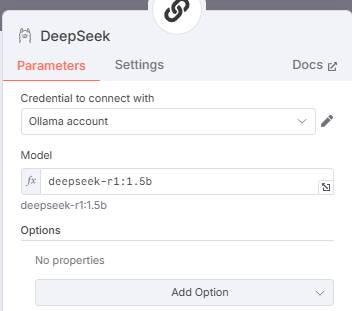 DeepSeek
Parameters Settings Docs
Credential to connect with
Ollama account
Model
fx deepseek-r1:1.5b
deepseek-r1:1.5b
Options
No properties
Add Option